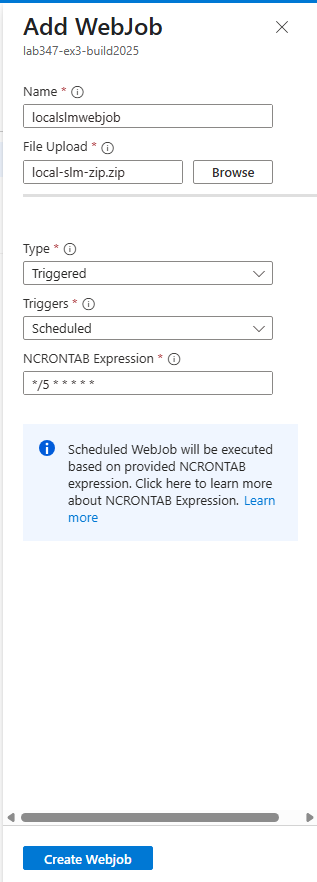 Add WebJob
lab347-ex3-build2025
Name *
localslmwebjob
File Upload *
local-slm-zip.zip
Browse
Type *
Triggered
Triggers *
Scheduled
NCRONTAB Expression *
*/5 * * * * *
Scheduled WebJob will be executed
based on provided NCRONTAB
expression. Click here to learn more
about NCRONTAB Expression. Learn
more
Create Webjob